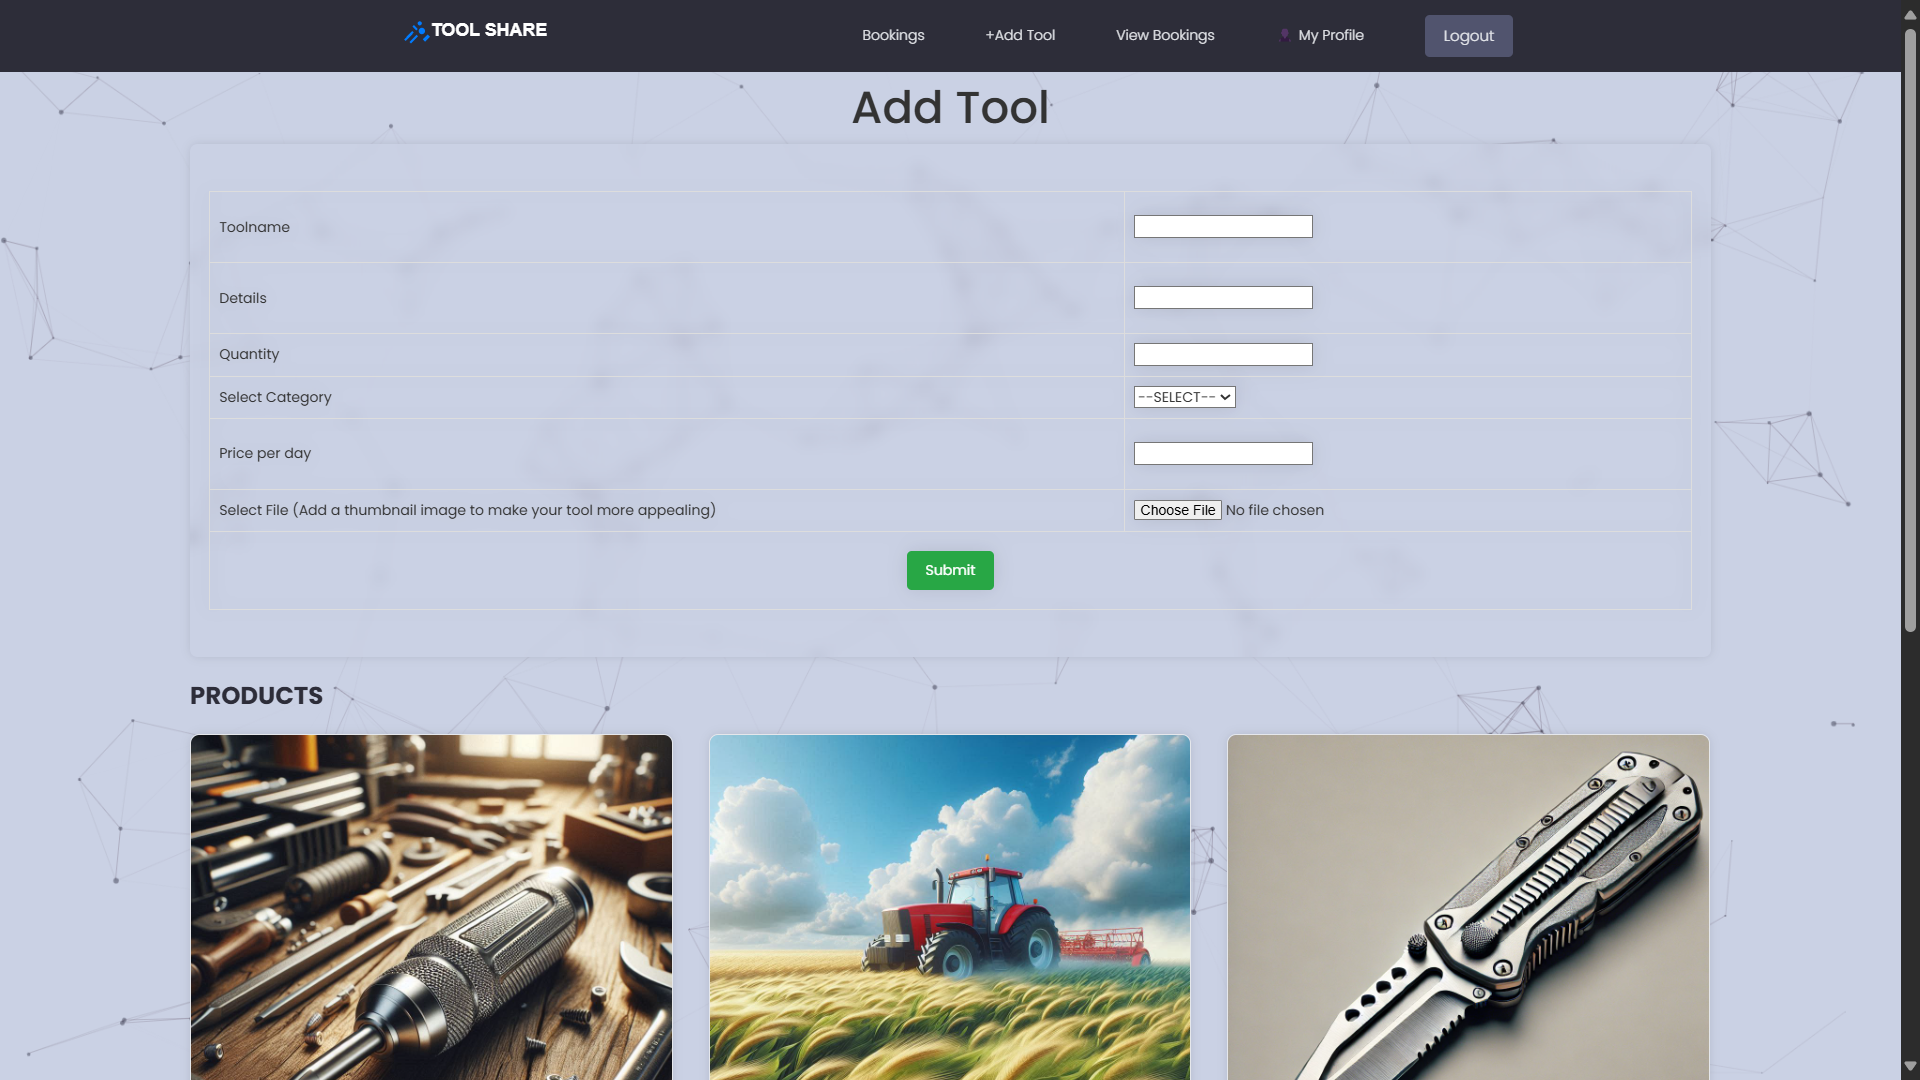 TOOL SHARE
Bookings
+Add Tool
View Bookings
My Profile
Logout
Add Tool
Toolname
Details
Quantity
Select Category
--SELECT--
Price per day
Select File (Add a thumbnail image to make your tool more appealing)
Choose File No file chosen
Submit
PRODUCTS